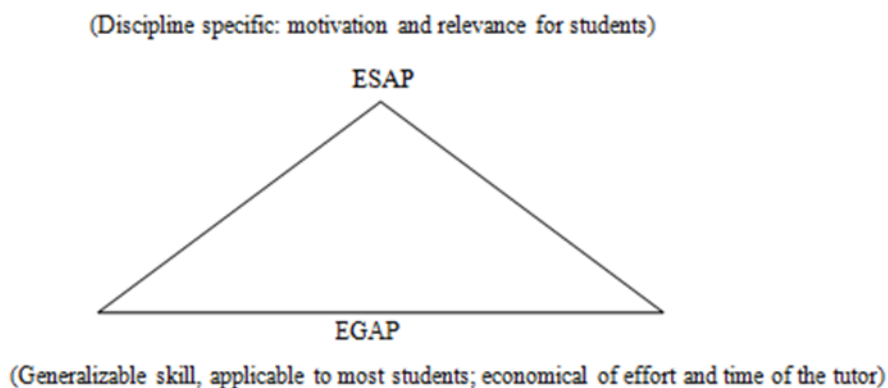 (Discipline specific: motivation and relevance for students)
ESAP
EGAP
(Generalizable skill, applicable to most students; economical of effort and time of the tutor)